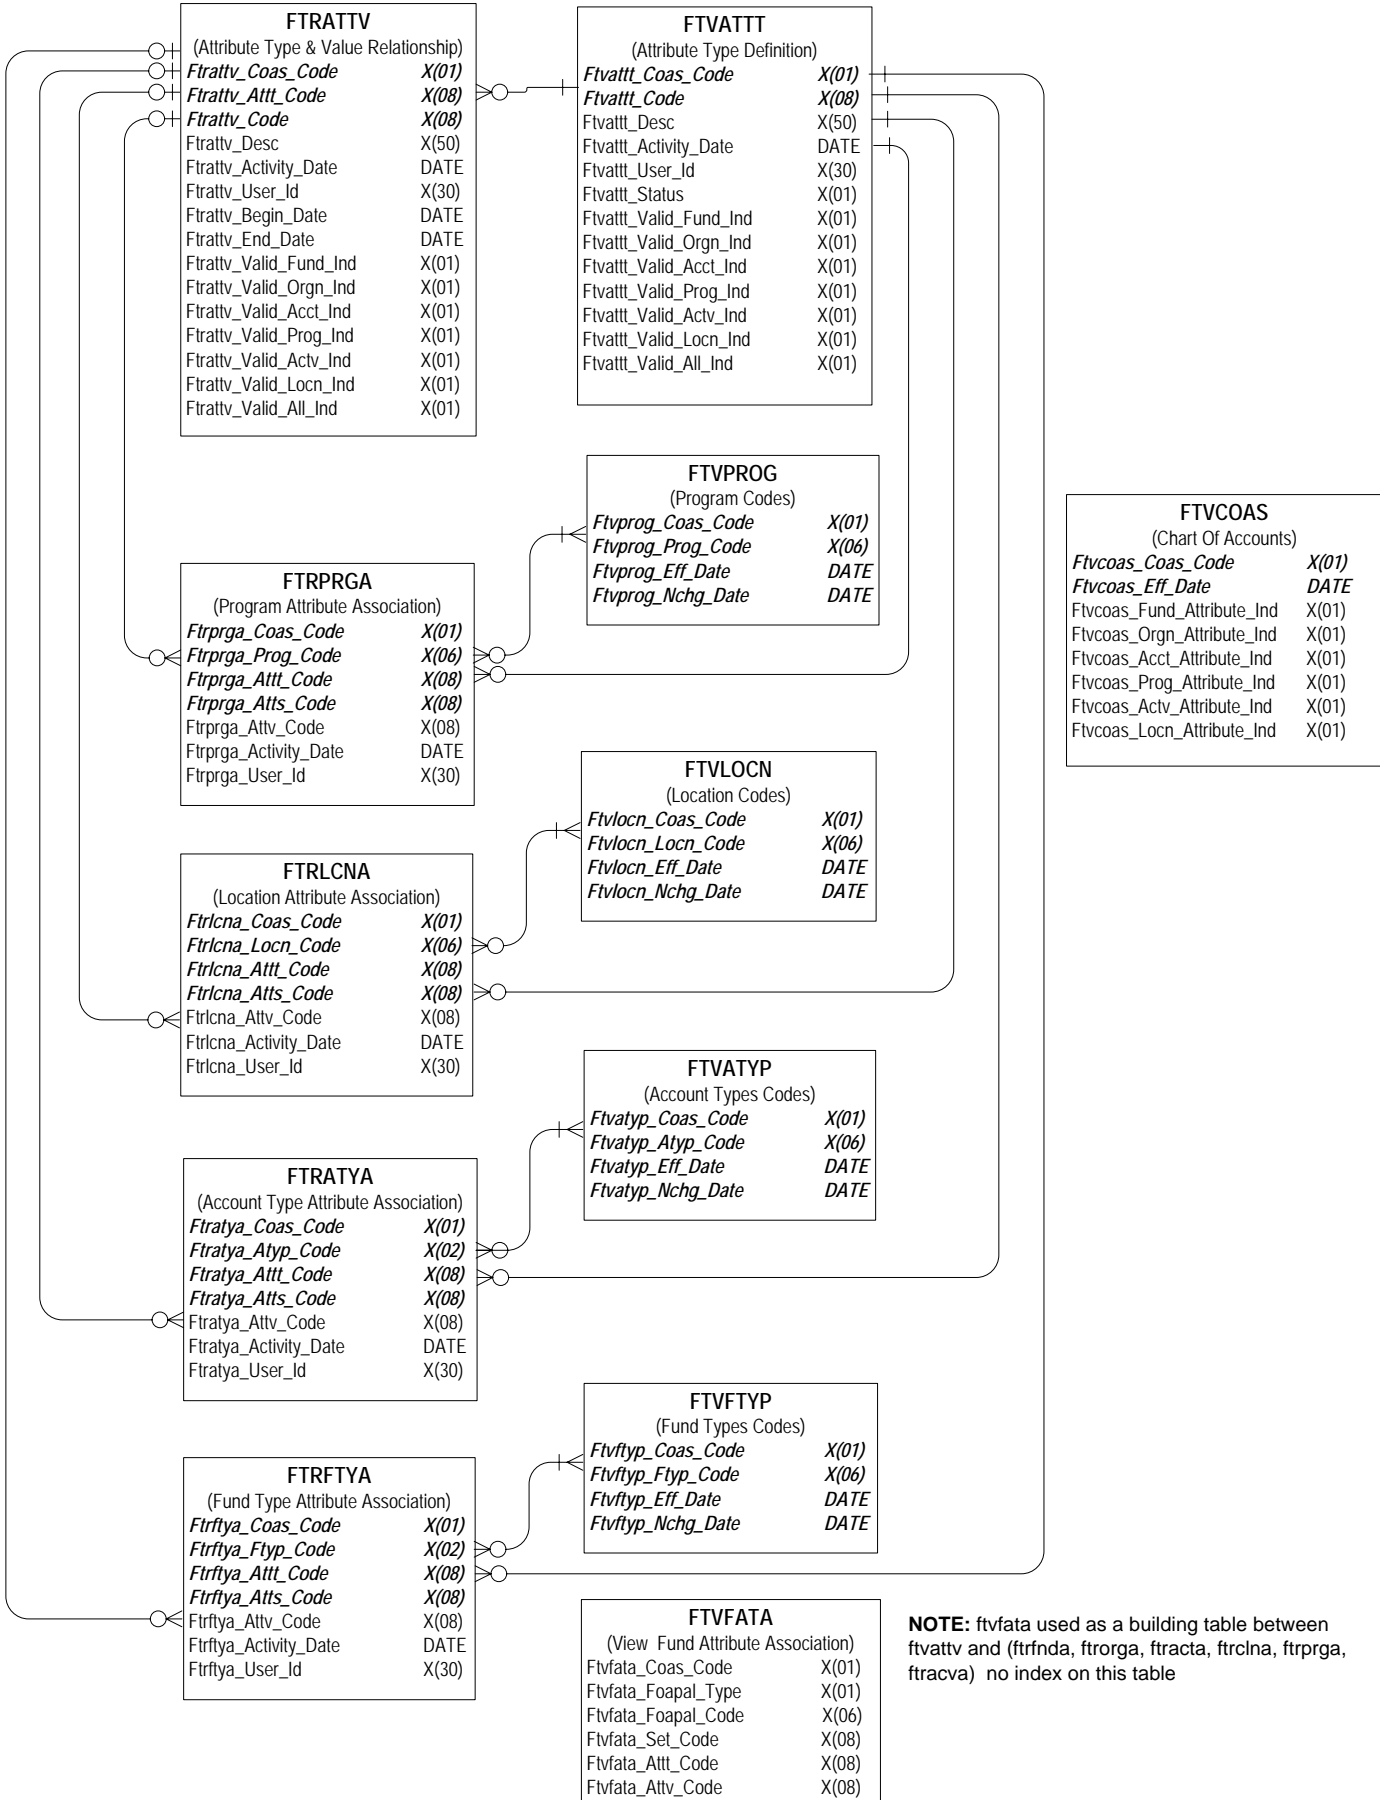 FTRATTV
(Attribute Type & Value Relationship)
Ftrattv_Coas_Code X(01)
Ftrattv_Attt_Code X(08)
Ftrattv_Code X(08)
Ftrattv_Desc X(50)
Ftrattv_Activity_Date DATE
Ftrattv_User_Id X(30)
Ftrattv_Begin_Date DATE
Ftrattv_End_Date DATE
Ftrattv_Valid_Fund_Ind X(01)
Ftrattv_Valid_Orgn_Ind X(01)
Ftrattv_Valid_Acct_Ind X(01)
Ftrattv_Valid_Prog_Ind X(01)
Ftrattv_Valid_Actv_Ind X(01)
Ftrattv_Valid_Locn_Ind X(01)
Ftrattv_Valid_All_Ind X(01)
FTVATTT
(Attribute Type Definition)
Ftvattt_Coas_Code X(01)
Ftvattt_Code X(08)
Ftvattt_Desc X(50)
Ftvattt_Activity_Date DATE
Ftvattt_User_Id X(30)
Ftvattt_Status X(01)
Ftvattt_Valid_Fund_Ind X(01)
Ftvattt_Valid_Orgn_Ind X(01)
Ftvattt_Valid_Acct_Ind X(01)
Ftvattt_Valid_Prog_Ind X(01)
Ftvattt_Valid_Actv_Ind X(01)
Ftvattt_Valid_Locn_Ind X(01)
Ftvattt_Valid_All_Ind X(01)
FTVPROG
(Program Codes)
Ftvprog_Coas_Code X(01)
Ftvprog_Prog_Code X(06)
Ftvprog_Eff_Date DATE
Ftvprog_Nchg_Date DATE
FTVCOAS
(Chart Of Accounts)
Ftvcoas_Coas_Code X(01)
Ftvcoas_Eff_Date DATE
Ftvcoas_Fund_Attribute_Ind X(01)
Ftvcoas_Orgn_Attribute_Ind X(01)
Ftvcoas_Acct_Attribute_Ind X(01)
Ftvcoas_Prog_Attribute_Ind X(01)
Ftvcoas_Actv_Attribute_Ind X(01)
Ftvcoas_Locn_Attribute_Ind X(01)
FTRPRGA
(Program Attribute Association)
Ftrprga_Coas_Code X(01)
Ftrprga_Prog_Code X(06)
Ftrprga_Attt_Code X(08)
Ftrprga_Atts_Code X(08)
Ftrprga_Attv_Code X(08)
Ftrprga_Activity_Date DATE
Ftrprga_User_Id X(30)
FTVLOCN
(Location Codes)
Ftvlocn_Coas_Code X(01)
Ftvlocn_Locn_Code X(06)
Ftvlocn_Eff_Date DATE
Ftvlocn_Nchg_Date DATE
FTRLCNA
(Location Attribute Association)
Ftrlcna_Coas_Code X(01)
Ftrlcna_Locn_Code X(06)
Ftrlcna_Attt_Code X(08)
Ftrlcna_Atts_Code X(08)
Ftrlcna_Attv_Code X(08)
Ftrlcna_Activity_Date DATE
Ftrlcna_User_Id X(30)
FTVATYP
(Account Types Codes)
Ftvatyp_Coas_Code X(01)
Ftvatyp_Atyp_Code X(06)
Ftvatyp_Eff_Date DATE
Ftvatyp_Nchg_Date DATE
FTRATYA
(Account Type Attribute Association)
Ftratya_Coas_Code X(01)
Ftratya_Atyp_Code X(02)
Ftratya_Attt_Code X(08)
Ftratya_Atts_Code X(08)
Ftratya_Attv_Code X(08)
Ftratya_Activity_Date DATE
Ftratya_User_Id X(30)
FTVFTYP
(Fund Types Codes)
Ftvftyp_Coas_Code X(01)
Ftvftyp_Ftyp_Code X(06)
Ftvftyp_Eff_Date DATE
Ftvftyp_Nchg_Date DATE
FTRFTYA
(Fund Type Attribute Association)
Ftrftya_Coas_Code X(01)
Ftrftya_Ftyp_Code X(02)
Ftrftya_Attt_Code X(08)
Ftrftya_Atts_Code X(08)
Ftrftya_Attv_Code X(08)
Ftrftya_Activity_Date DATE
Ftrftya_User_Id X(30)
FTVFATA
(View Fund Attribute Association)
Ftvfata_Coas_Code X(01)
Ftvfata_Foapal_Type X(01)
Ftvfata_Foapal_Code X(06)
Ftvfata_Set_Code X(08)
Ftvfata_Attt_Code X(08)
Ftvfata_Attv_Code X(08)
NOTE: ftvfata used as a building table between
ftvattv and (ftrfnda, ftrorga, ftracta, ftrclna, ftrprga,
ftracva) no index on this table